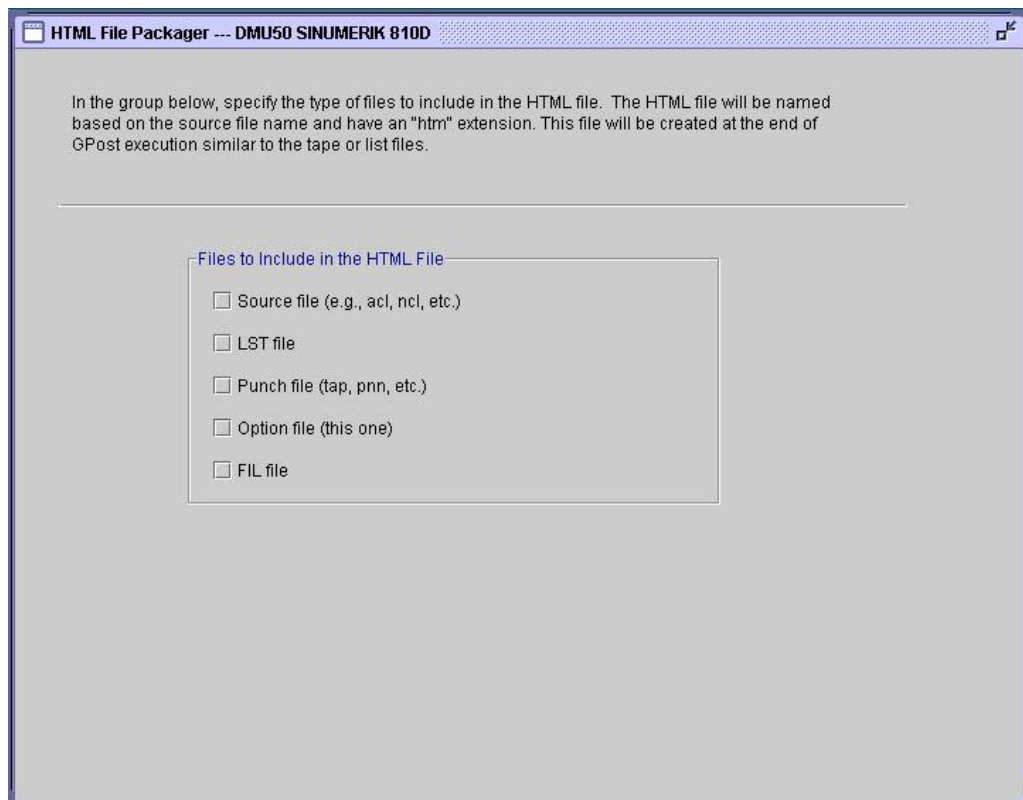 HTML File Packager --- DMU50 SINUMERIK 810D
In the group below, specify the type of files to include in the HTML file. The HTML file will be named
based on the source file name and have an "htm" extension. This file will be created at the end of
GPost execution similar to the tape or list files.
Files to Include in the HTML File
Source file (e.g., acl, ncl, etc.)
LST file
Punch file (tap, pnn, etc.)
Option file (this one)
FIL file